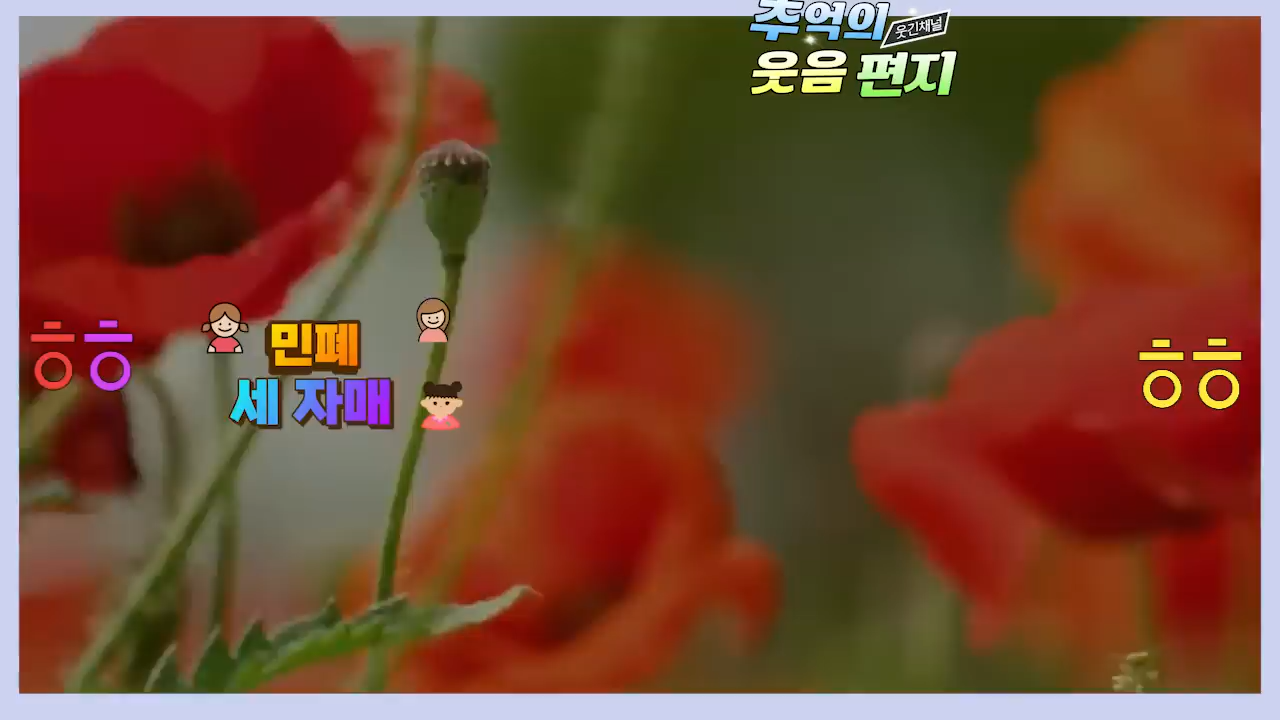 추억의
웃긴채널
웃음 편지
민폐
세 자매
ㅎㅎ
ㅎㅎ